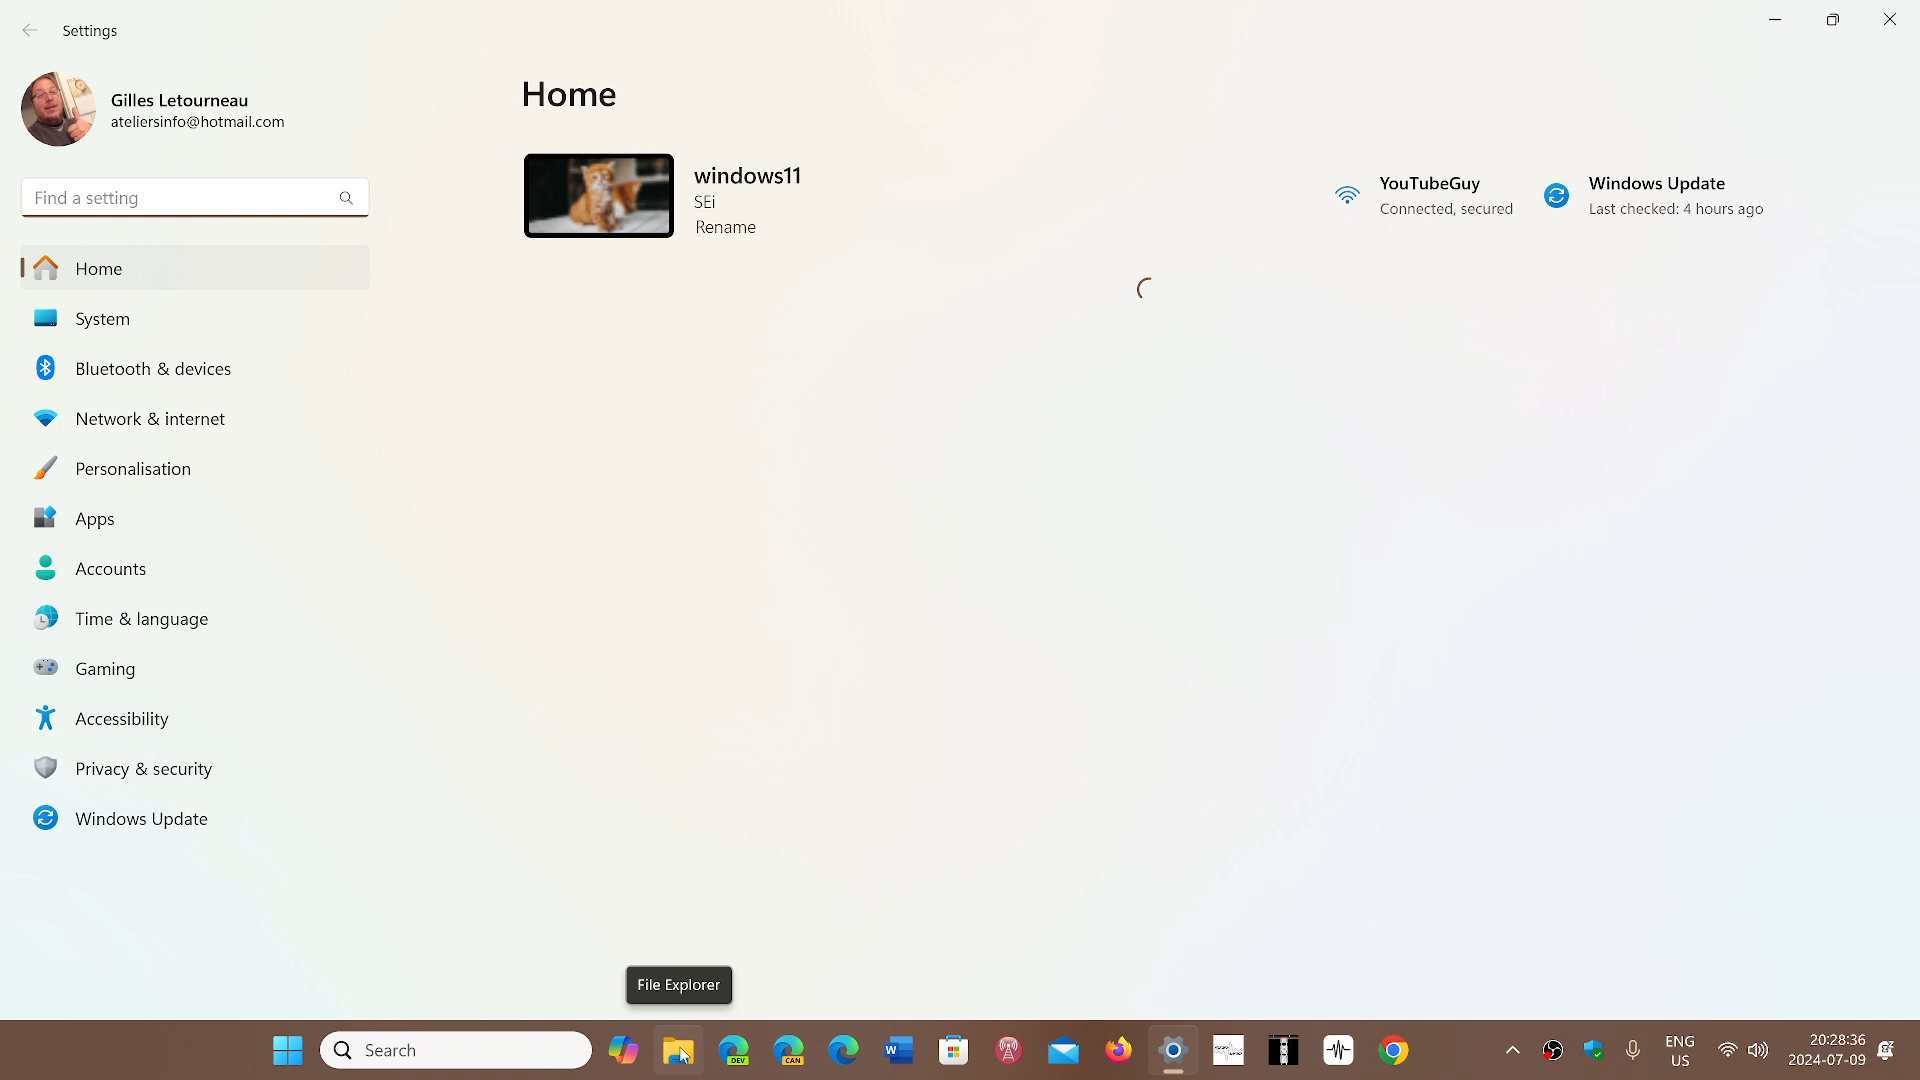 Settings
Gilles Letourneau
ateliersinfo@hotmail.com
Find a setting
Home
System
Bluetooth & devices
Network & internet
Personalisation
Apps
Accounts
Time & language
Gaming
Accessibility
Privacy & security
Windows Update
Home
windows11
SEi
Rename
YouTubeGuy
Connected, secured
Windows Update
Last checked: 4 hours ago
File Explorer
Search
DEV
CAN
W
ENG
US
20:28:36
2024-07-09